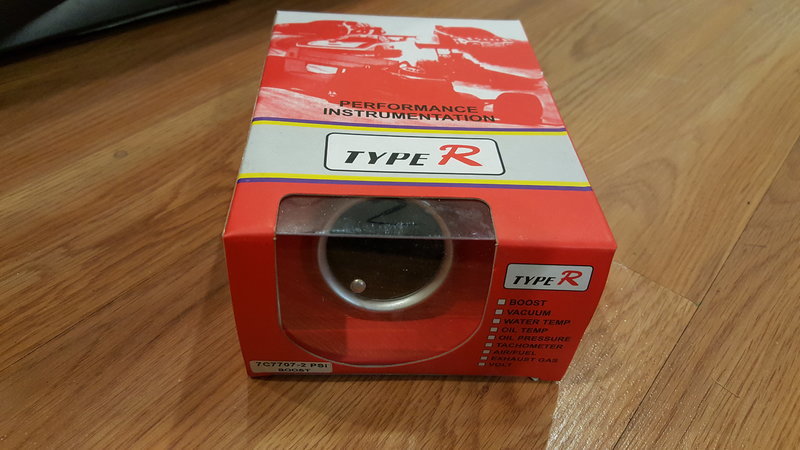 PERFORMANCE
INSTRUMENTATION
TYPE R
TYPE R
BOOST
VACUUM
WATER TEMP
OIL TEMP
OIL PRESSURE
TACHOMETER
AIR/FUEL
EXHAUST GAS
VOLT
7C7707-2 PSI
BOOST